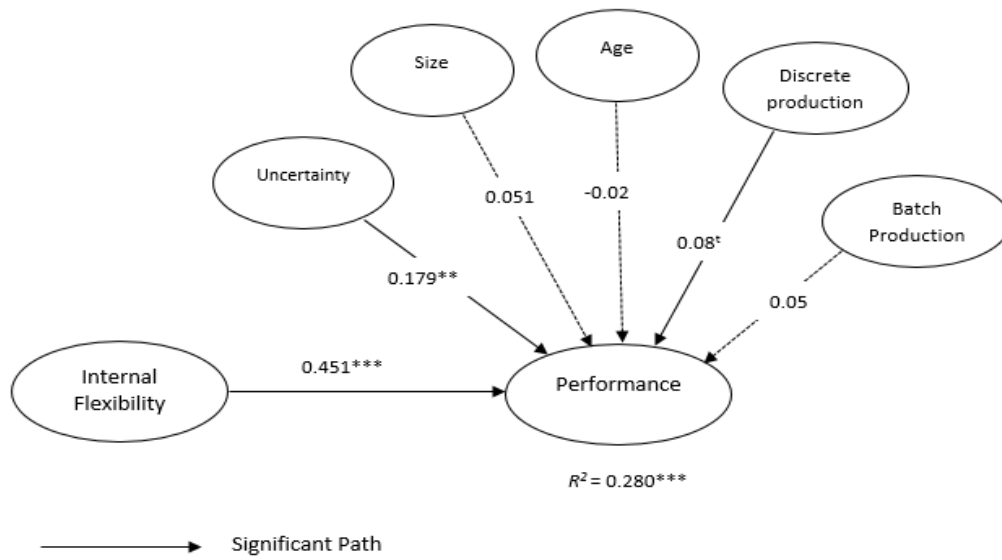 Size
Age
Discrete
production
Uncertainty
Batch
Production
0.051
-0.02
0.08ᵗ
0.179**
0.05
Internal
Flexibility
0.451***
Performance
R² = 0.280***
Significant Path